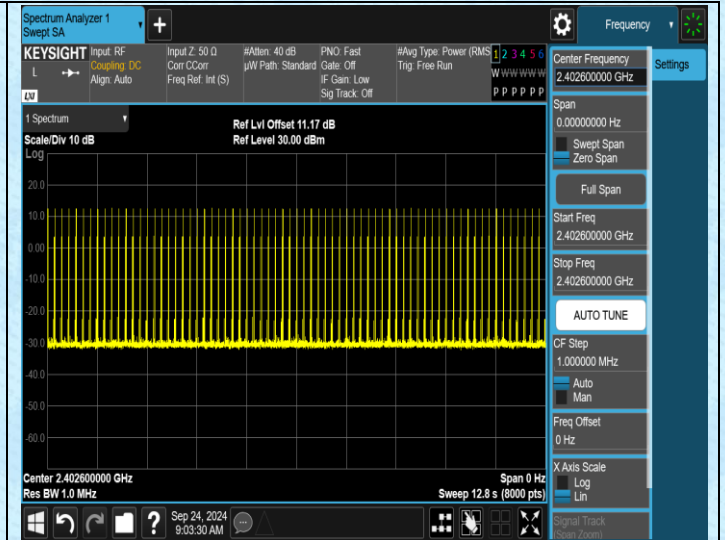 Spectrum Analyzer 1
Swept SA
Frequency
KEYSIGHT
L
LXI
Input: RF
Coupling: DC
Align: Auto
Input Z: 50 Ω
Corr CCorr
Freq Ref: Int (S)
#Atten: 40 dB
µW Path: Standard
PNO: Fast
Gate: Off
IF Gain: Low
Sig Track: Off
#Avg Type: Power (RMS
Trig: Free Run
1 2 3 4 5 6
W W W W W W
P P P P P P
1 Spectrum
Scale/Div 10 dB
Log
Ref Lvl Offset 11.17 dB
Ref Level 30.00 dBm
20.0
10.0
0.00
-10.0
-20.0
-30.0
-40.0
-50.0
-60.0
Center 2.402600000 GHz
Res BW 1.0 MHz
Span 0 Hz
Sweep 12.8 s (8000 pts)
Sep 24, 2024
9:03:30 AM
Center Frequency
2.402600000 GHz
Settings
Span
0.00000000 Hz
Swept Span
Zero Span
Full Span
Start Freq
2.402600000 GHz
Stop Freq
2.402600000 GHz
AUTO TUNE
CF Step
1.000000 MHz
Auto
Man
Freq Offset
0 Hz
X Axis Scale
Log
Lin
Signal Track
(Span Zoom)